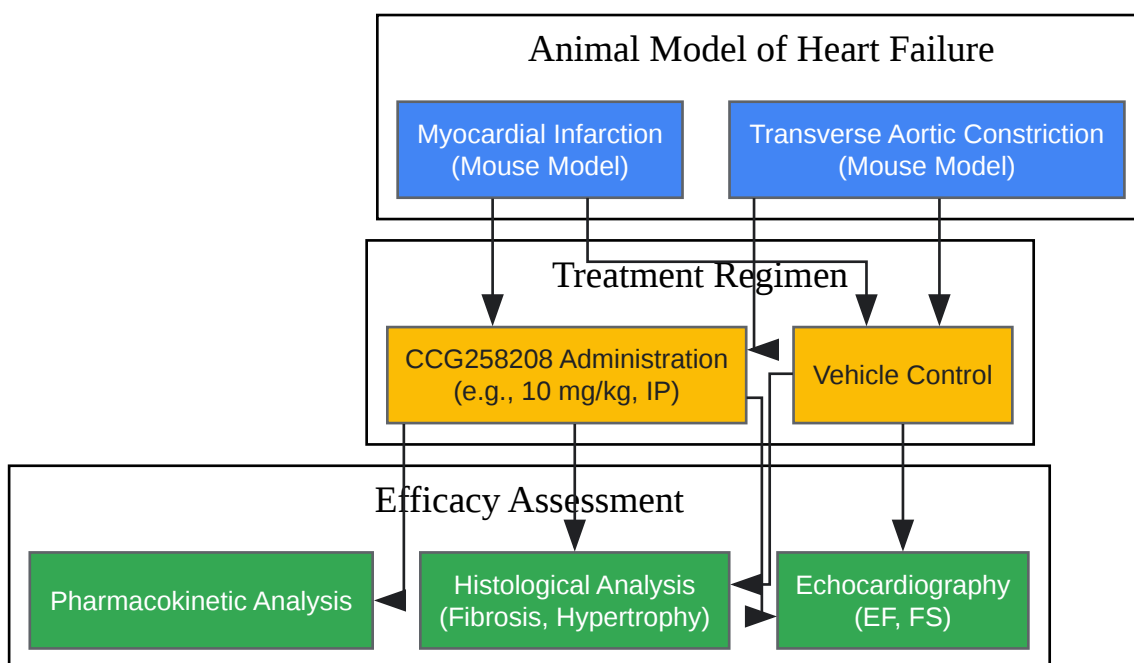 Animal Model of Heart Failure
Myocardial Infarction
(Mouse Model)
Transverse Aortic Constriction
(Mouse Model)
Treatment Regimen
CCG258208 Administration
(e.g., 10 mg/kg, IP)
Vehicle Control
Efficacy Assessment
Pharmacokinetic Analysis
Histological Analysis
(Fibrosis, Hypertrophy)
Echocardiography
(EF, FS)